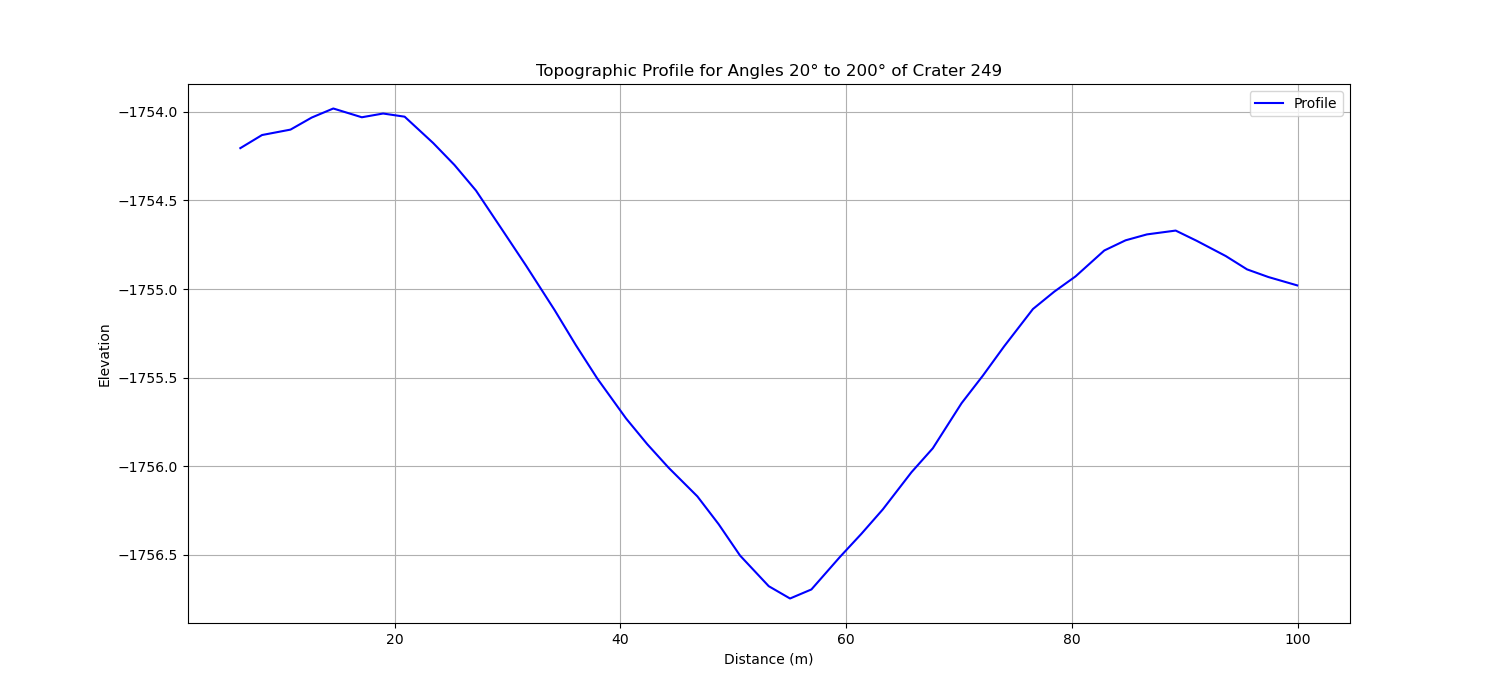 Topographic Profile for Angles 20° to 200° of Crater 249
Profile
−1754.0
−1754.5
−1755.0
−1755.5
−1756.0
−1756.5
Elevation
20 40 60 80 100
Distance (m)